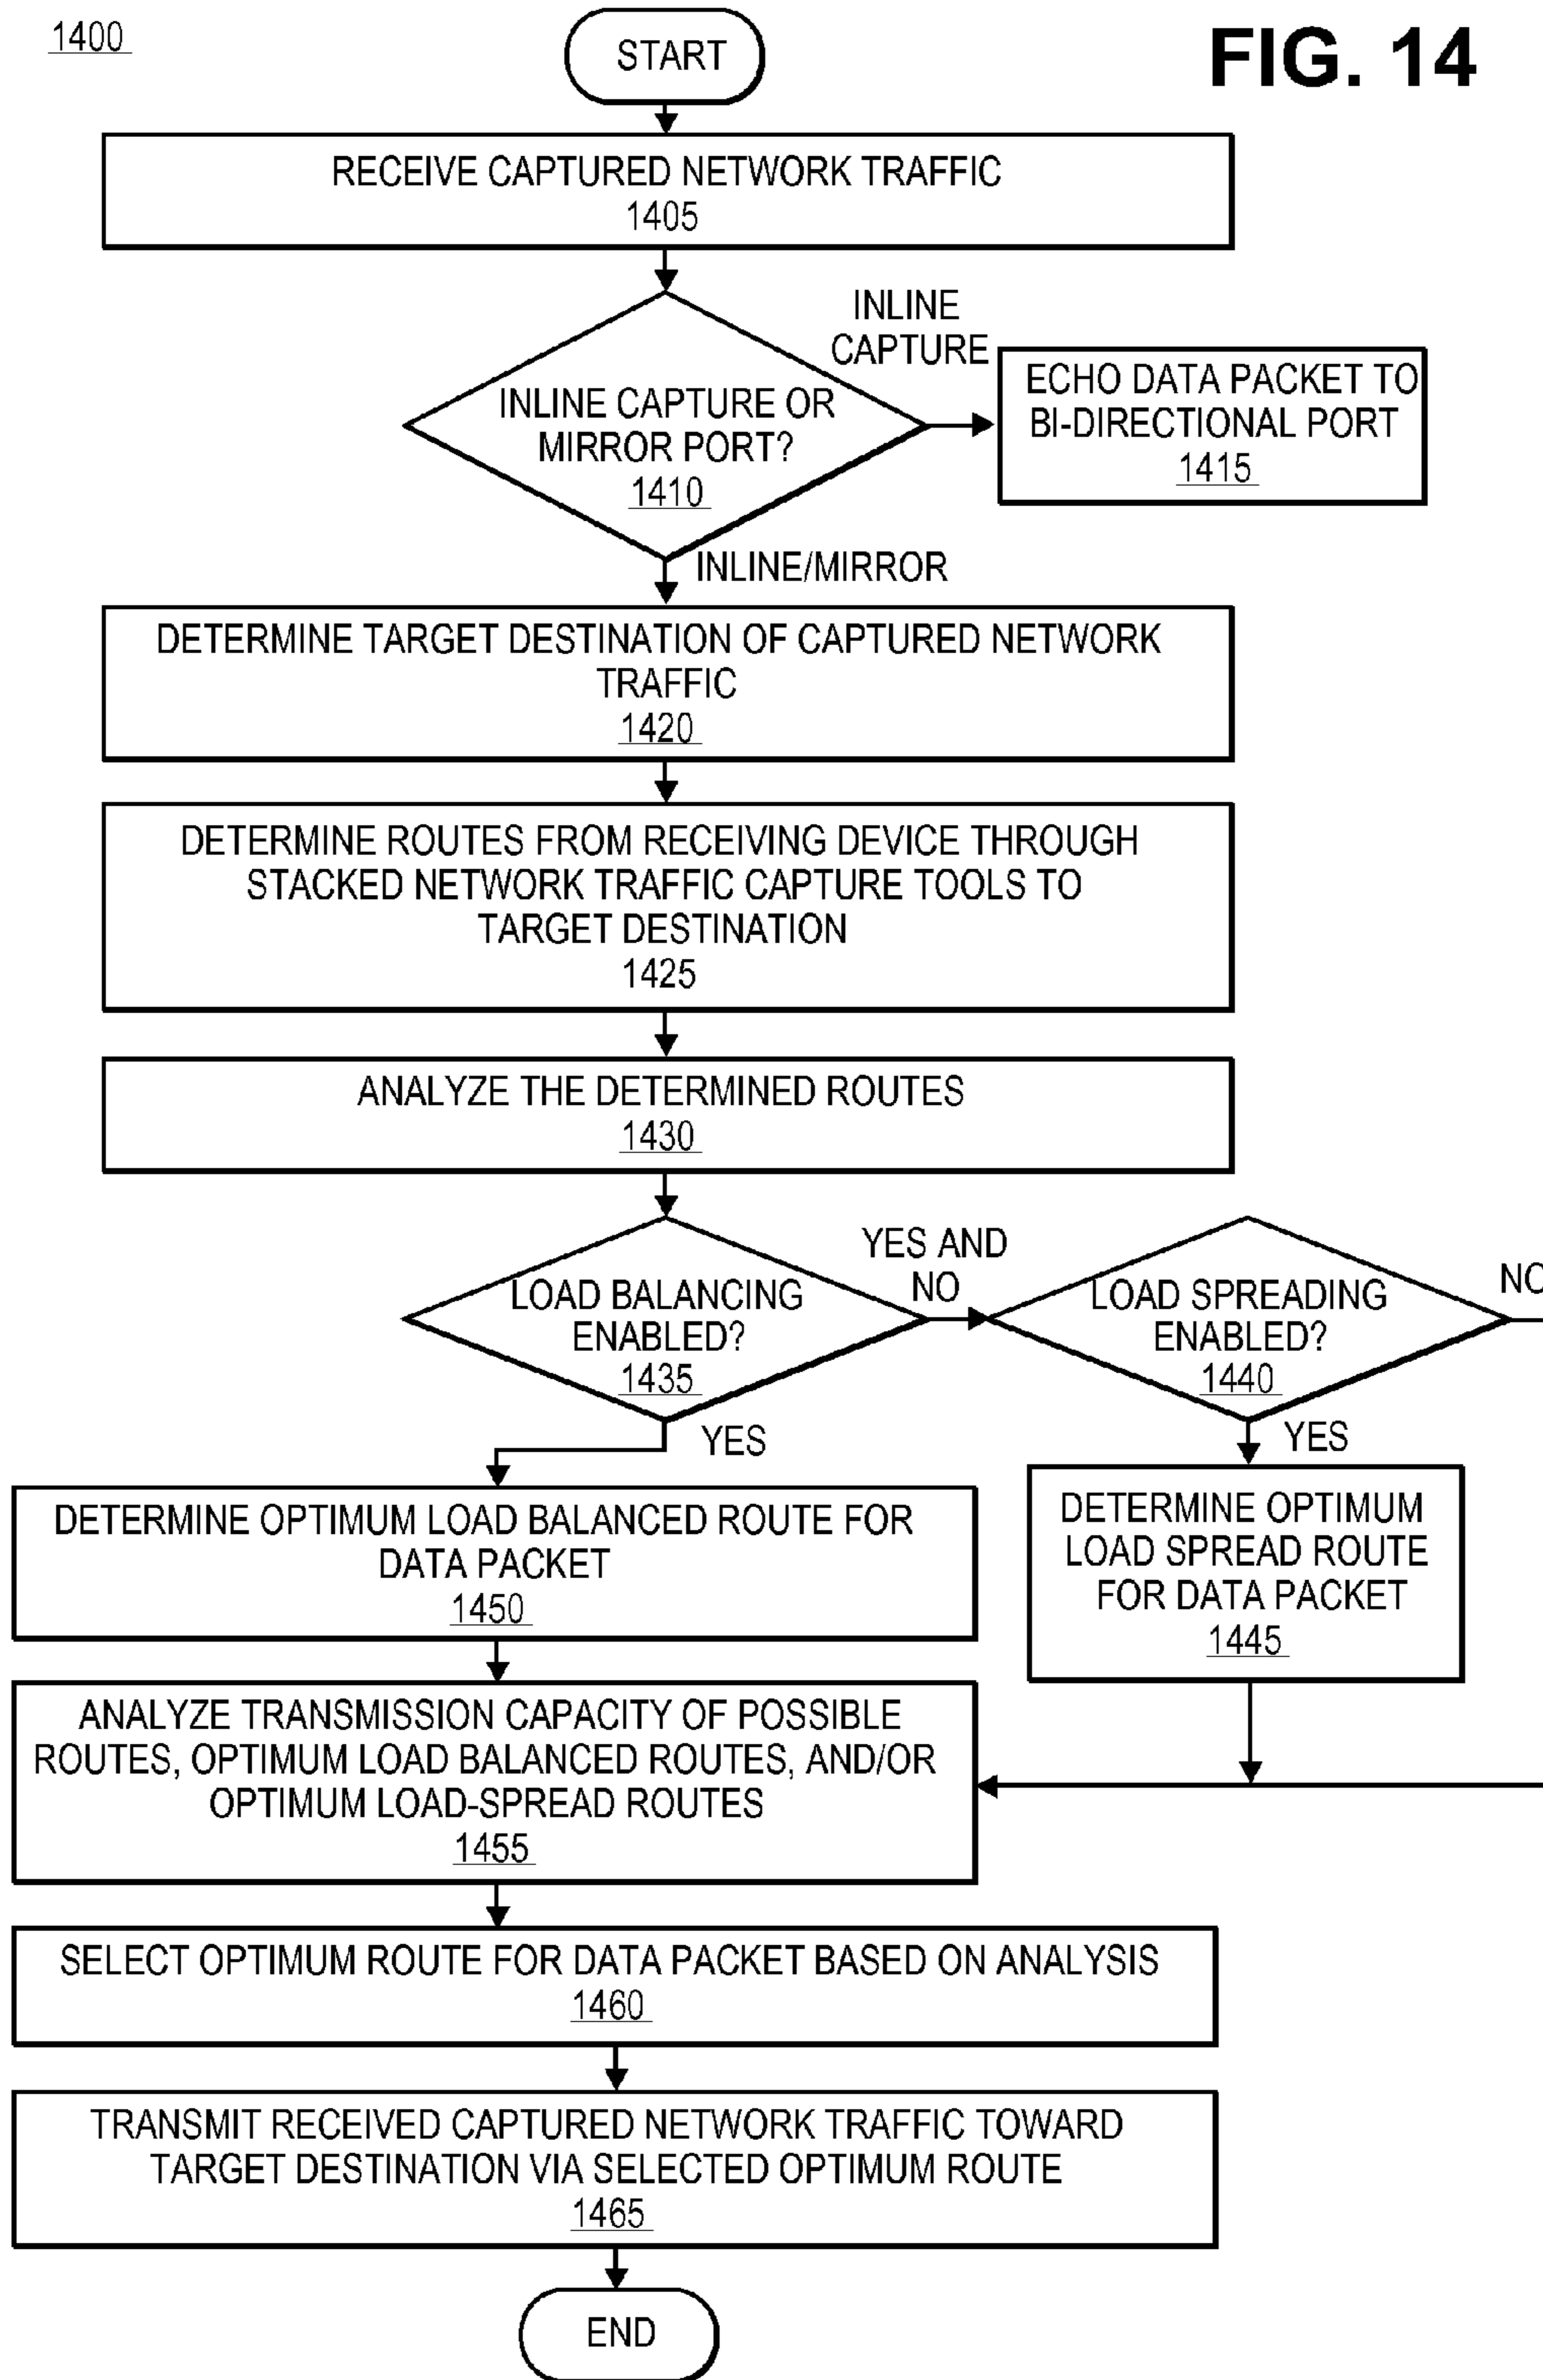 1400
START
FIG. 14
RECEIVE CAPTURED NETWORK TRAFFIC
1405
INLINE
CAPTURE
INLINE CAPTURE OR
MIRROR PORT?
1410
ECHO DATA PACKET TO
BI-DIRECTIONAL PORT
1415
INLINE/MIRROR
DETERMINE TARGET DESTINATION OF CAPTURED NETWORK
TRAFFIC
1420
DETERMINE ROUTES FROM RECEIVING DEVICE THROUGH
STACKED NETWORK TRAFFIC CAPTURE TOOLS TO
TARGET DESTINATION
1425
ANALYZE THE DETERMINED ROUTES
1430
LOAD BALANCING
ENABLED?
1435
YES AND
NO
LOAD SPREADING
ENABLED?
1440
NO
YES
YES
DETERMINE OPTIMUM LOAD BALANCED ROUTE FOR
DATA PACKET
1450
DETERMINE OPTIMUM
LOAD SPREAD ROUTE
FOR DATA PACKET
1445
ANALYZE TRANSMISSION CAPACITY OF POSSIBLE
ROUTES, OPTIMUM LOAD BALANCED ROUTES, AND/OR
OPTIMUM LOAD-SPREAD ROUTES
1455
SELECT OPTIMUM ROUTE FOR DATA PACKET BASED ON ANALYSIS
1460
TRANSMIT RECEIVED CAPTURED NETWORK TRAFFIC TOWARD
TARGET DESTINATION VIA SELECTED OPTIMUM ROUTE
1465
END